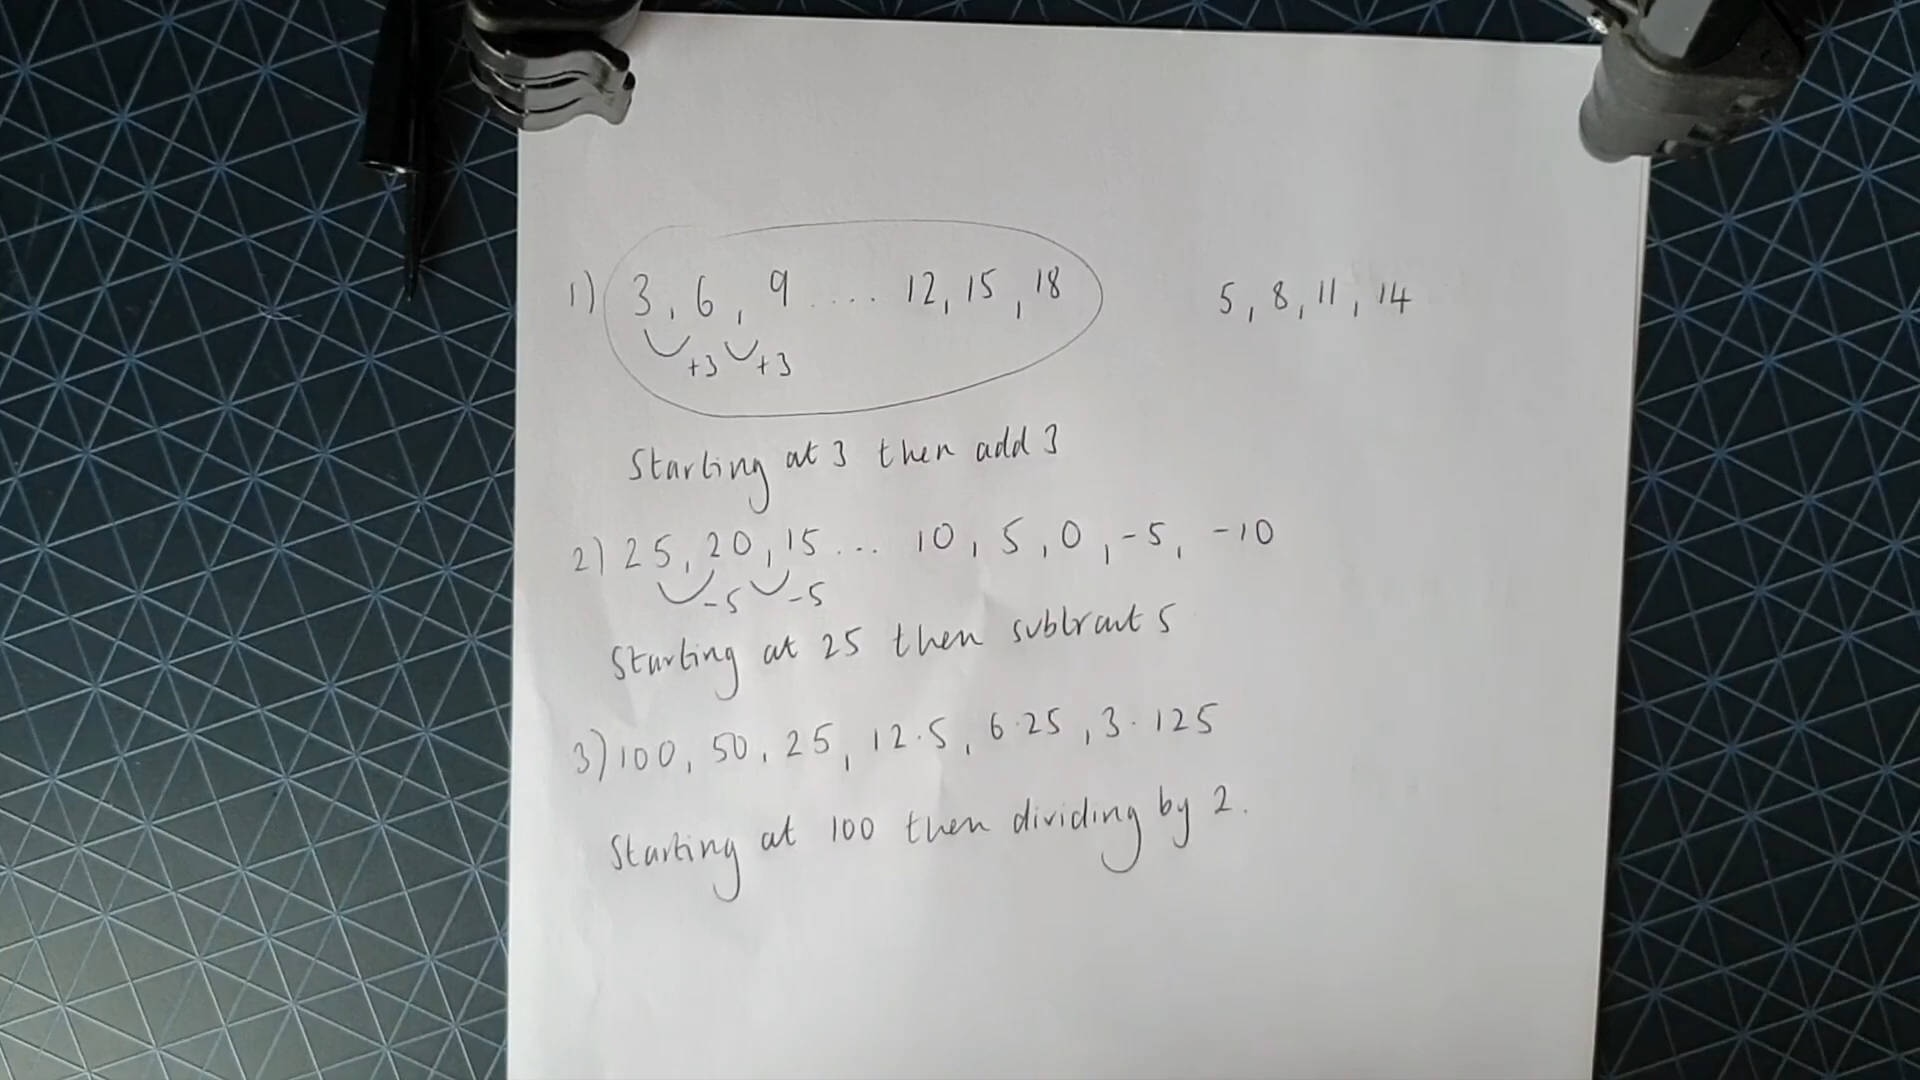 1) 3, 6, 9 .... 12, 15, 18 5, 8, 11, 14
+3 +3
Starting at 3 then add 3
2) 25, 20, 15... 10, 5, 0, -5, -10
-5 -5
Starting at 25 then subtract 5
3) 100, 50, 25, 12.5, 6.25, 3.125
Starting at 100 then dividing by 2.